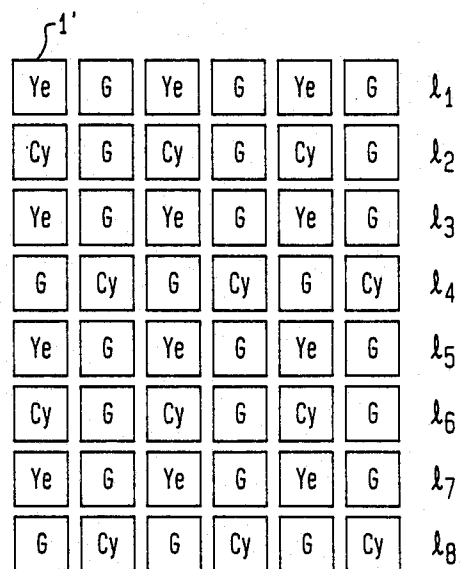 1'
Ye G Ye G Ye G ℓ1
Cy G Cy G Cy G ℓ2
Ye G Ye G Ye G ℓ3
G Cy G Cy G Cy ℓ4
Ye G Ye G Ye G ℓ5
Cy G Cy G Cy G ℓ6
Ye G Ye G Ye G ℓ7
G Cy G Cy G Cy ℓ8